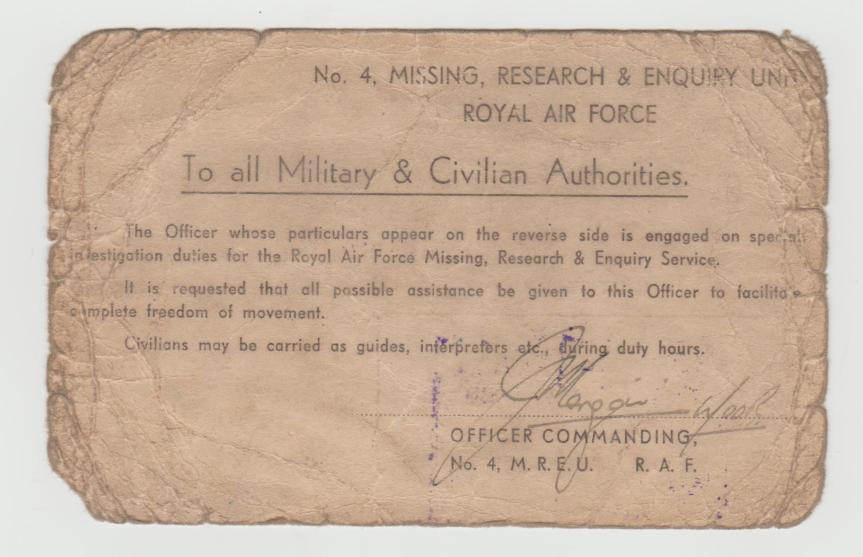 No. 4, MISSING, RESEARCH & ENQUIRY UNIT
ROYAL AIR FORCE
To all Military & Civilian Authorities.
The Officer whose particulars appear on the reverse side is engaged on special
investigation duties for the Royal Air Force Missing, Research & Enquiry Service.
It is requested that all possible assistance be given to this Officer to facilitate
complete freedom of movement.
Civilians may be carried as guides, interpreters etc., during duty hours.
OFFICER COMMANDING,
No. 4, M. R. E. U. R. A. F.